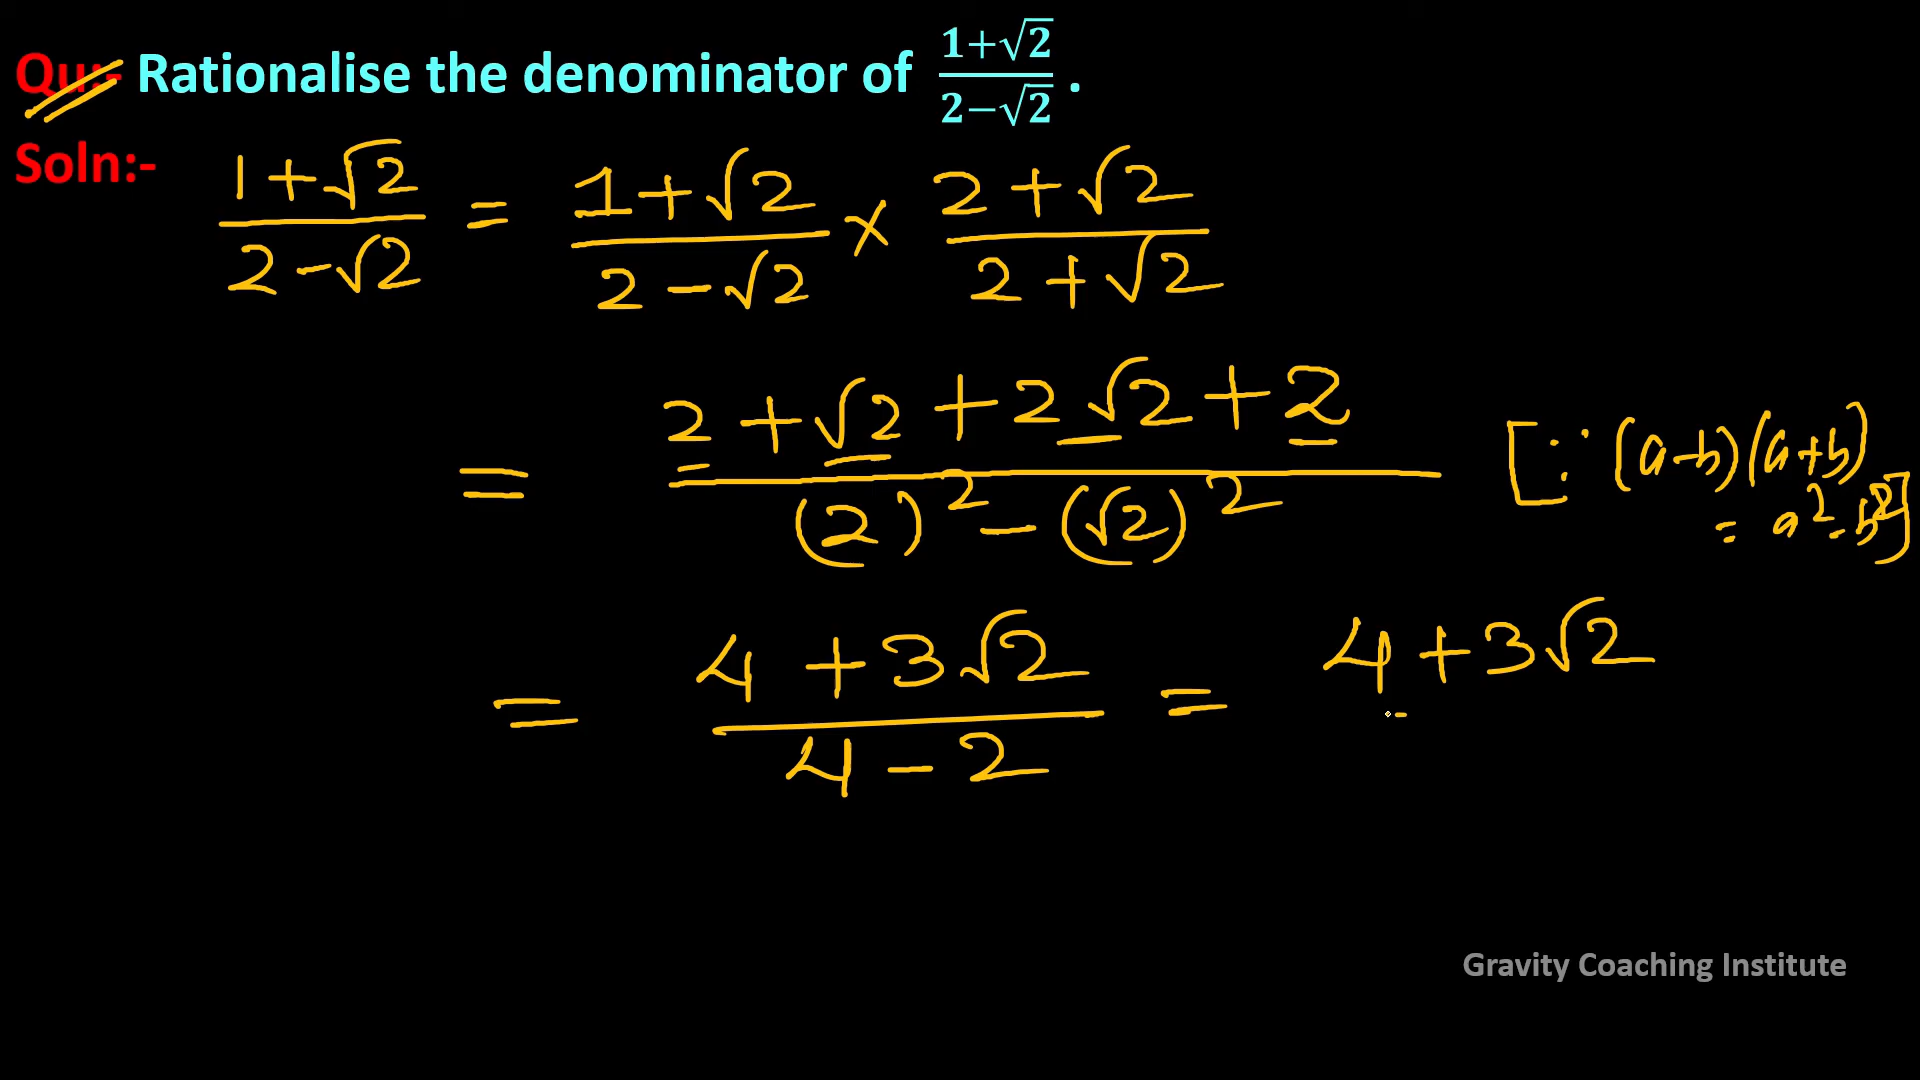 Qu:- Rationalise the denominator of (1+√2)/(2−√2) .
Soln:- (1+√2)/(2-√2) = (1+√2)/(2-√2) × (2+√2)/(2+√2)
= (2+√2+2√2+2)/((2)²-(√2)²) [∵ (a-b)(a+b)
= a²-b²]
= (4+3√2)/(4-2) = 4+3√2
Gravity Coaching Institute